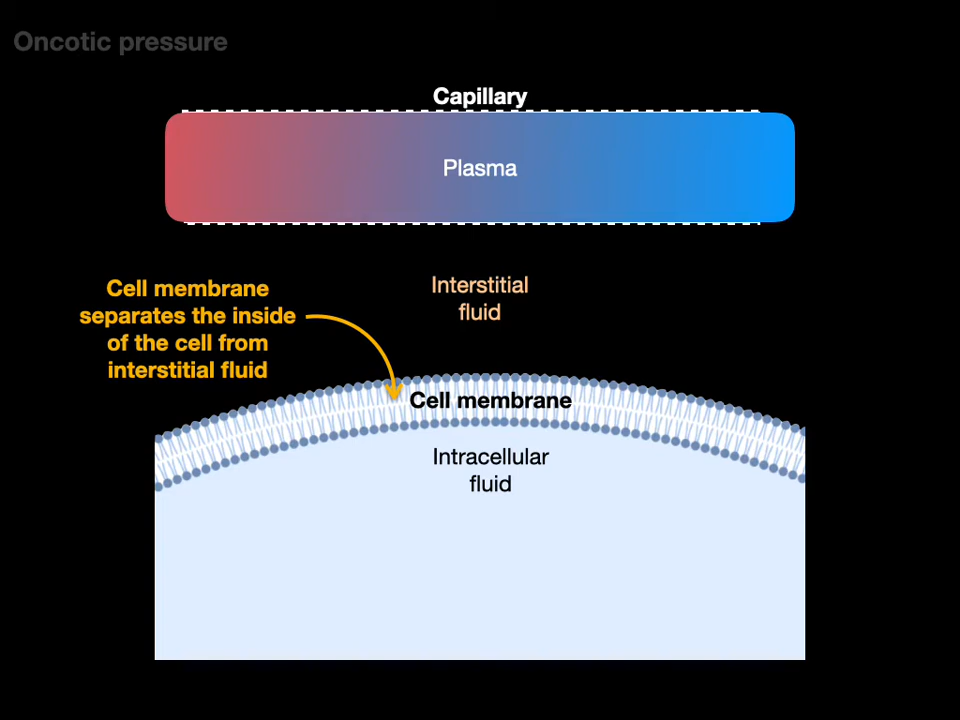 Oncotic pressure
Capillary
Plasma
Interstitial
fluid
Cell membrane
separates the inside
of the cell from
interstitial fluid
Cell membrane
Intracellular
fluid